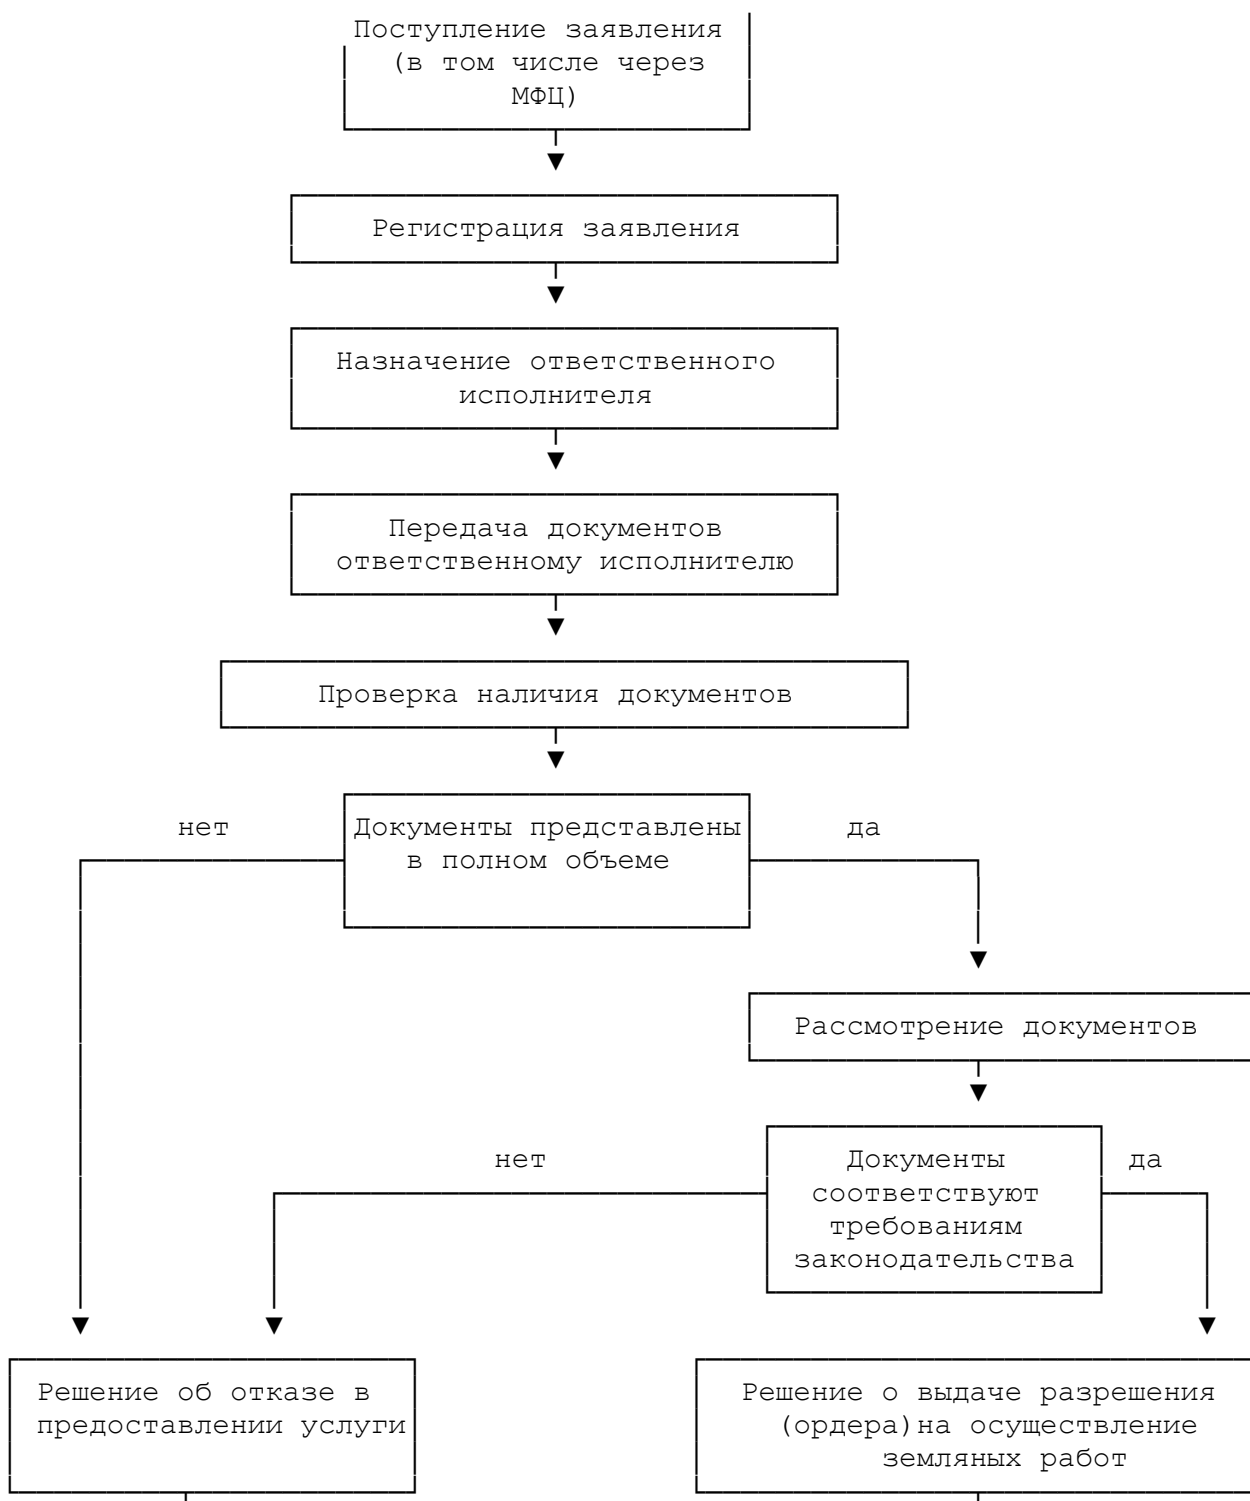 Поступление заявления
(в том числе через
МФЦ)
Регистрация заявления
Назначение ответственного
исполнителя
Передача документов
ответственному исполнителю
Проверка наличия документов
нет
Документы представлены
в полном объеме
да
Рассмотрение документов
нет
Документы
соответствуют
требованиям
законодательства
да
Решение об отказе в
предоставлении услуги
Решение о выдаче разрешения
(ордера)на осуществление
земляных работ